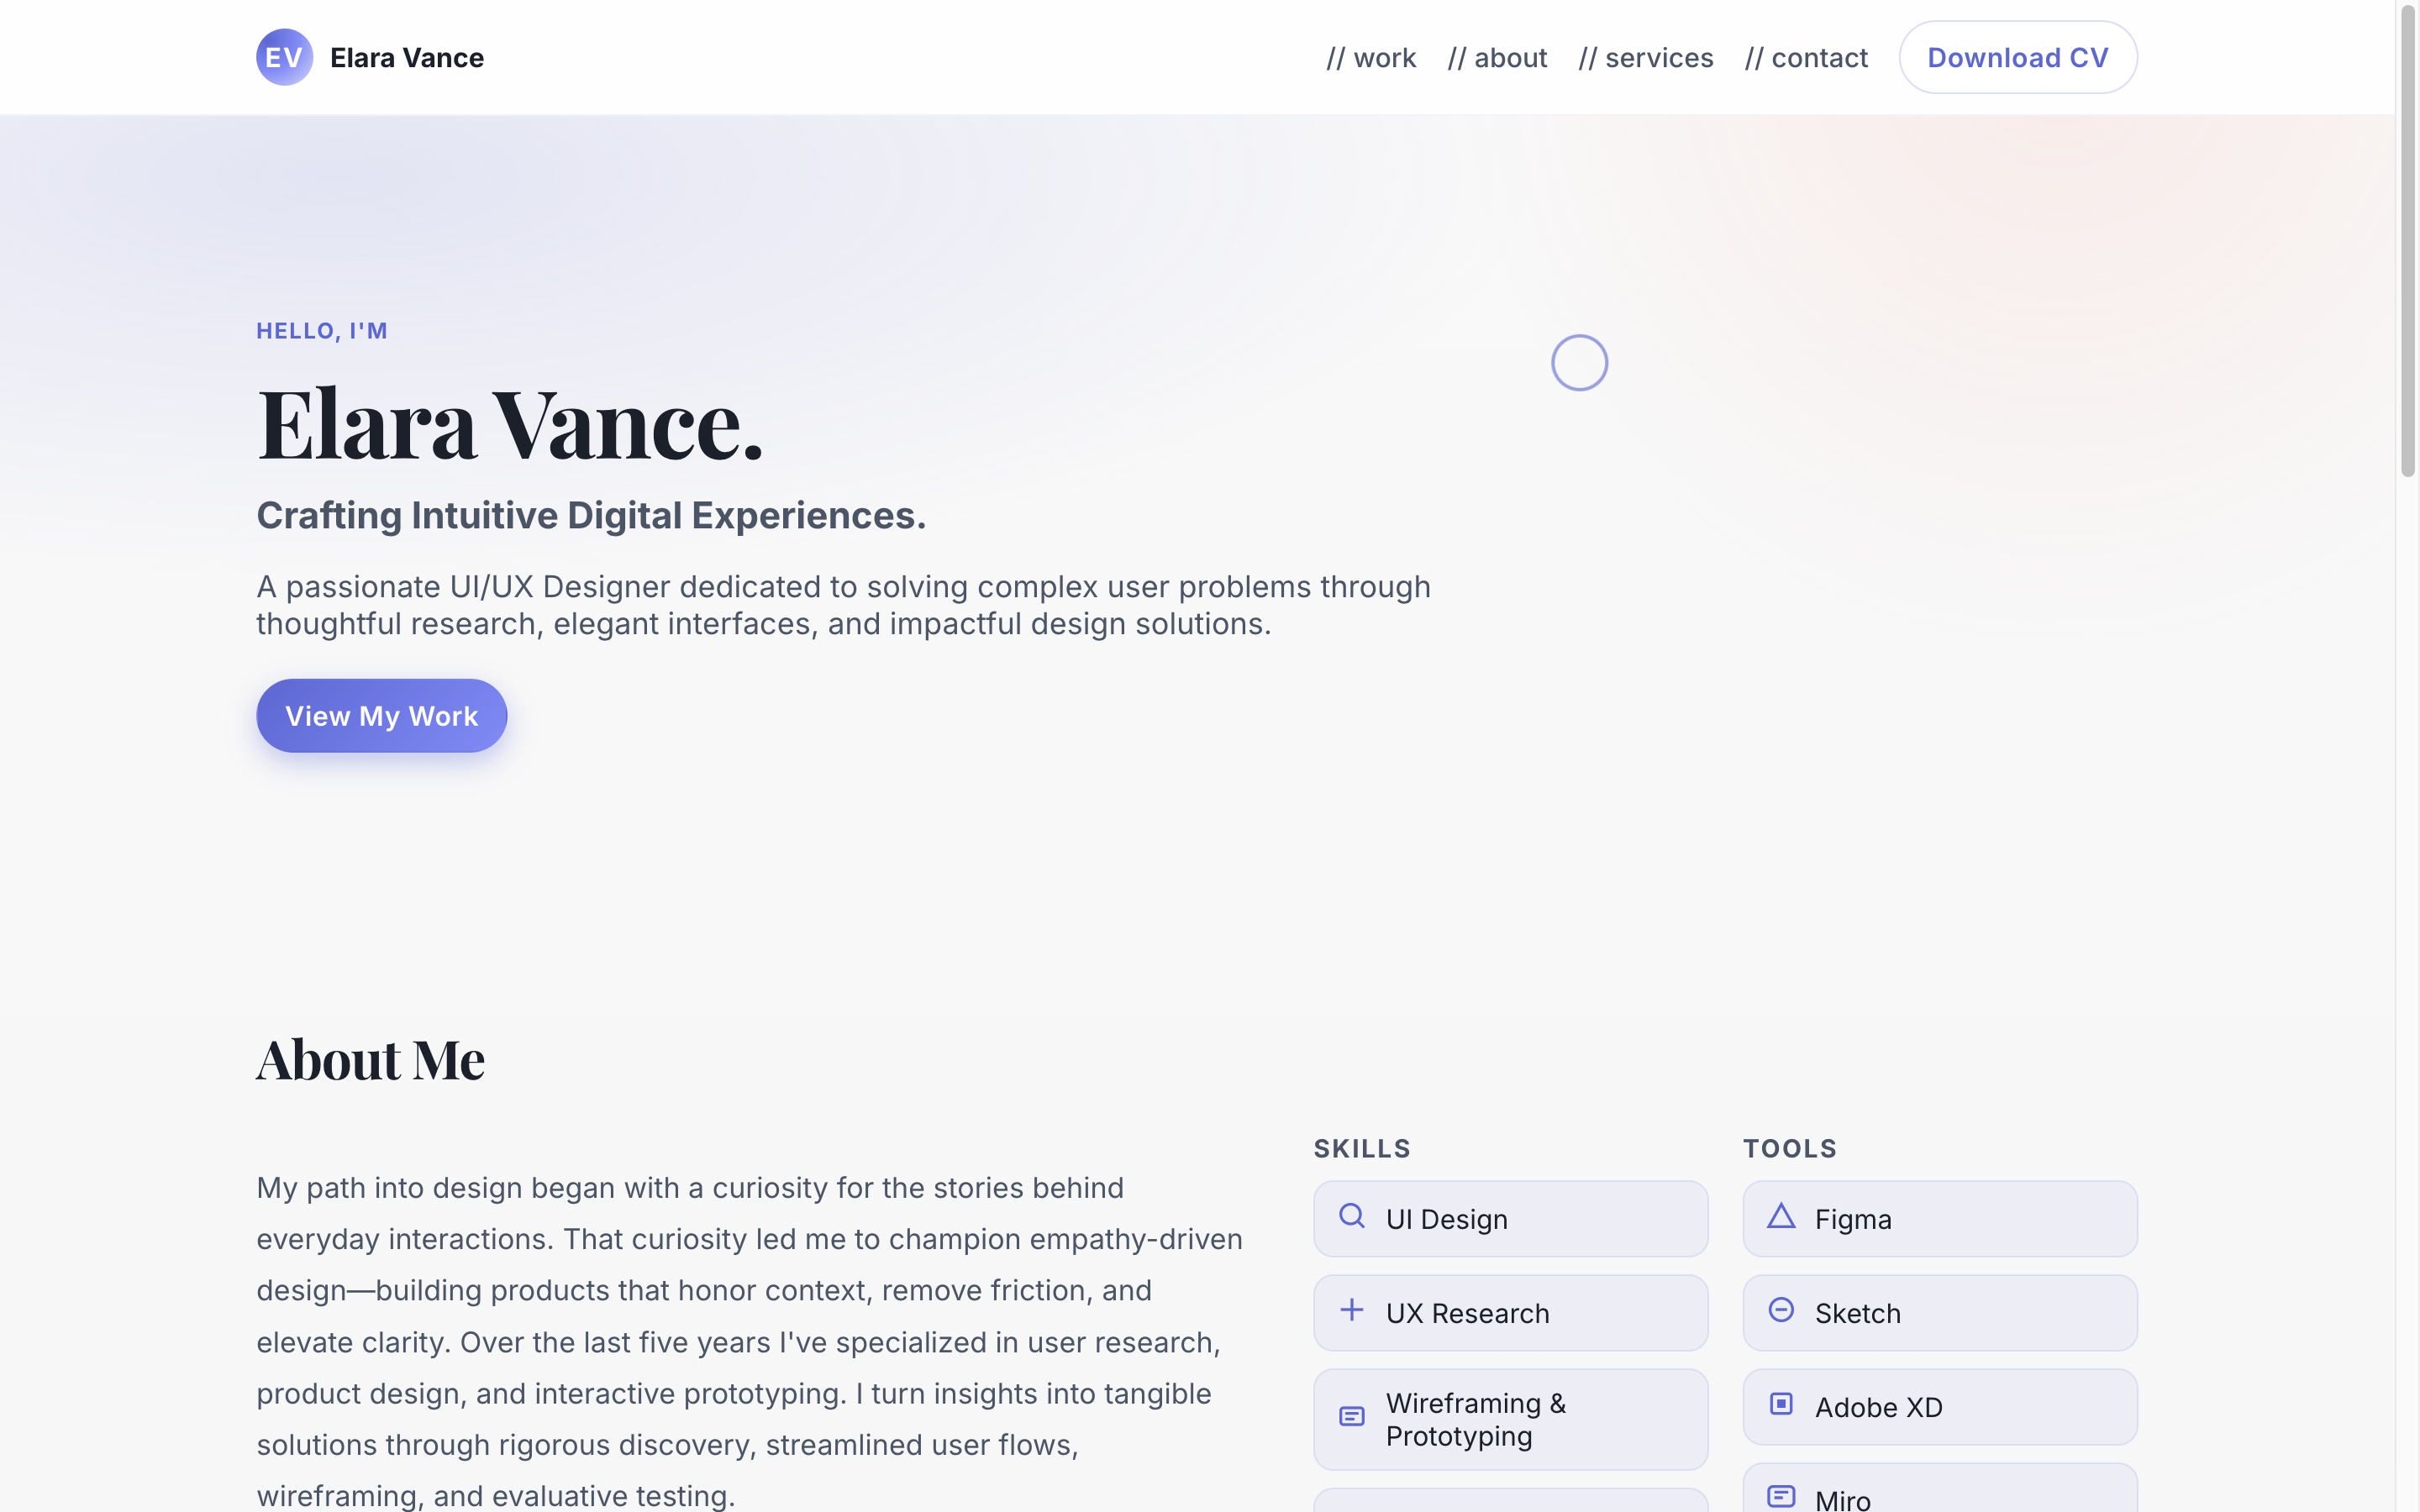 EV Elara Vance
// work // about // services // contact Download CV
HELLO, I'M
Elara Vance.
Crafting Intuitive Digital Experiences.
A passionate UI/UX Designer dedicated to solving complex user problems through
thoughtful research, elegant interfaces, and impactful design solutions.
View My Work
About Me
My path into design began with a curiosity for the stories behind
everyday interactions. That curiosity led me to champion empathy-driven
design—building products that honor context, remove friction, and
elevate clarity. Over the last five years I've specialized in user research,
product design, and interactive prototyping. I turn insights into tangible
solutions through rigorous discovery, streamlined user flows,
wireframing, and evaluative testing.
SKILLS
UI Design
UX Research
Wireframing &
Prototyping
TOOLS
Figma
Sketch
Adobe XD
Miro